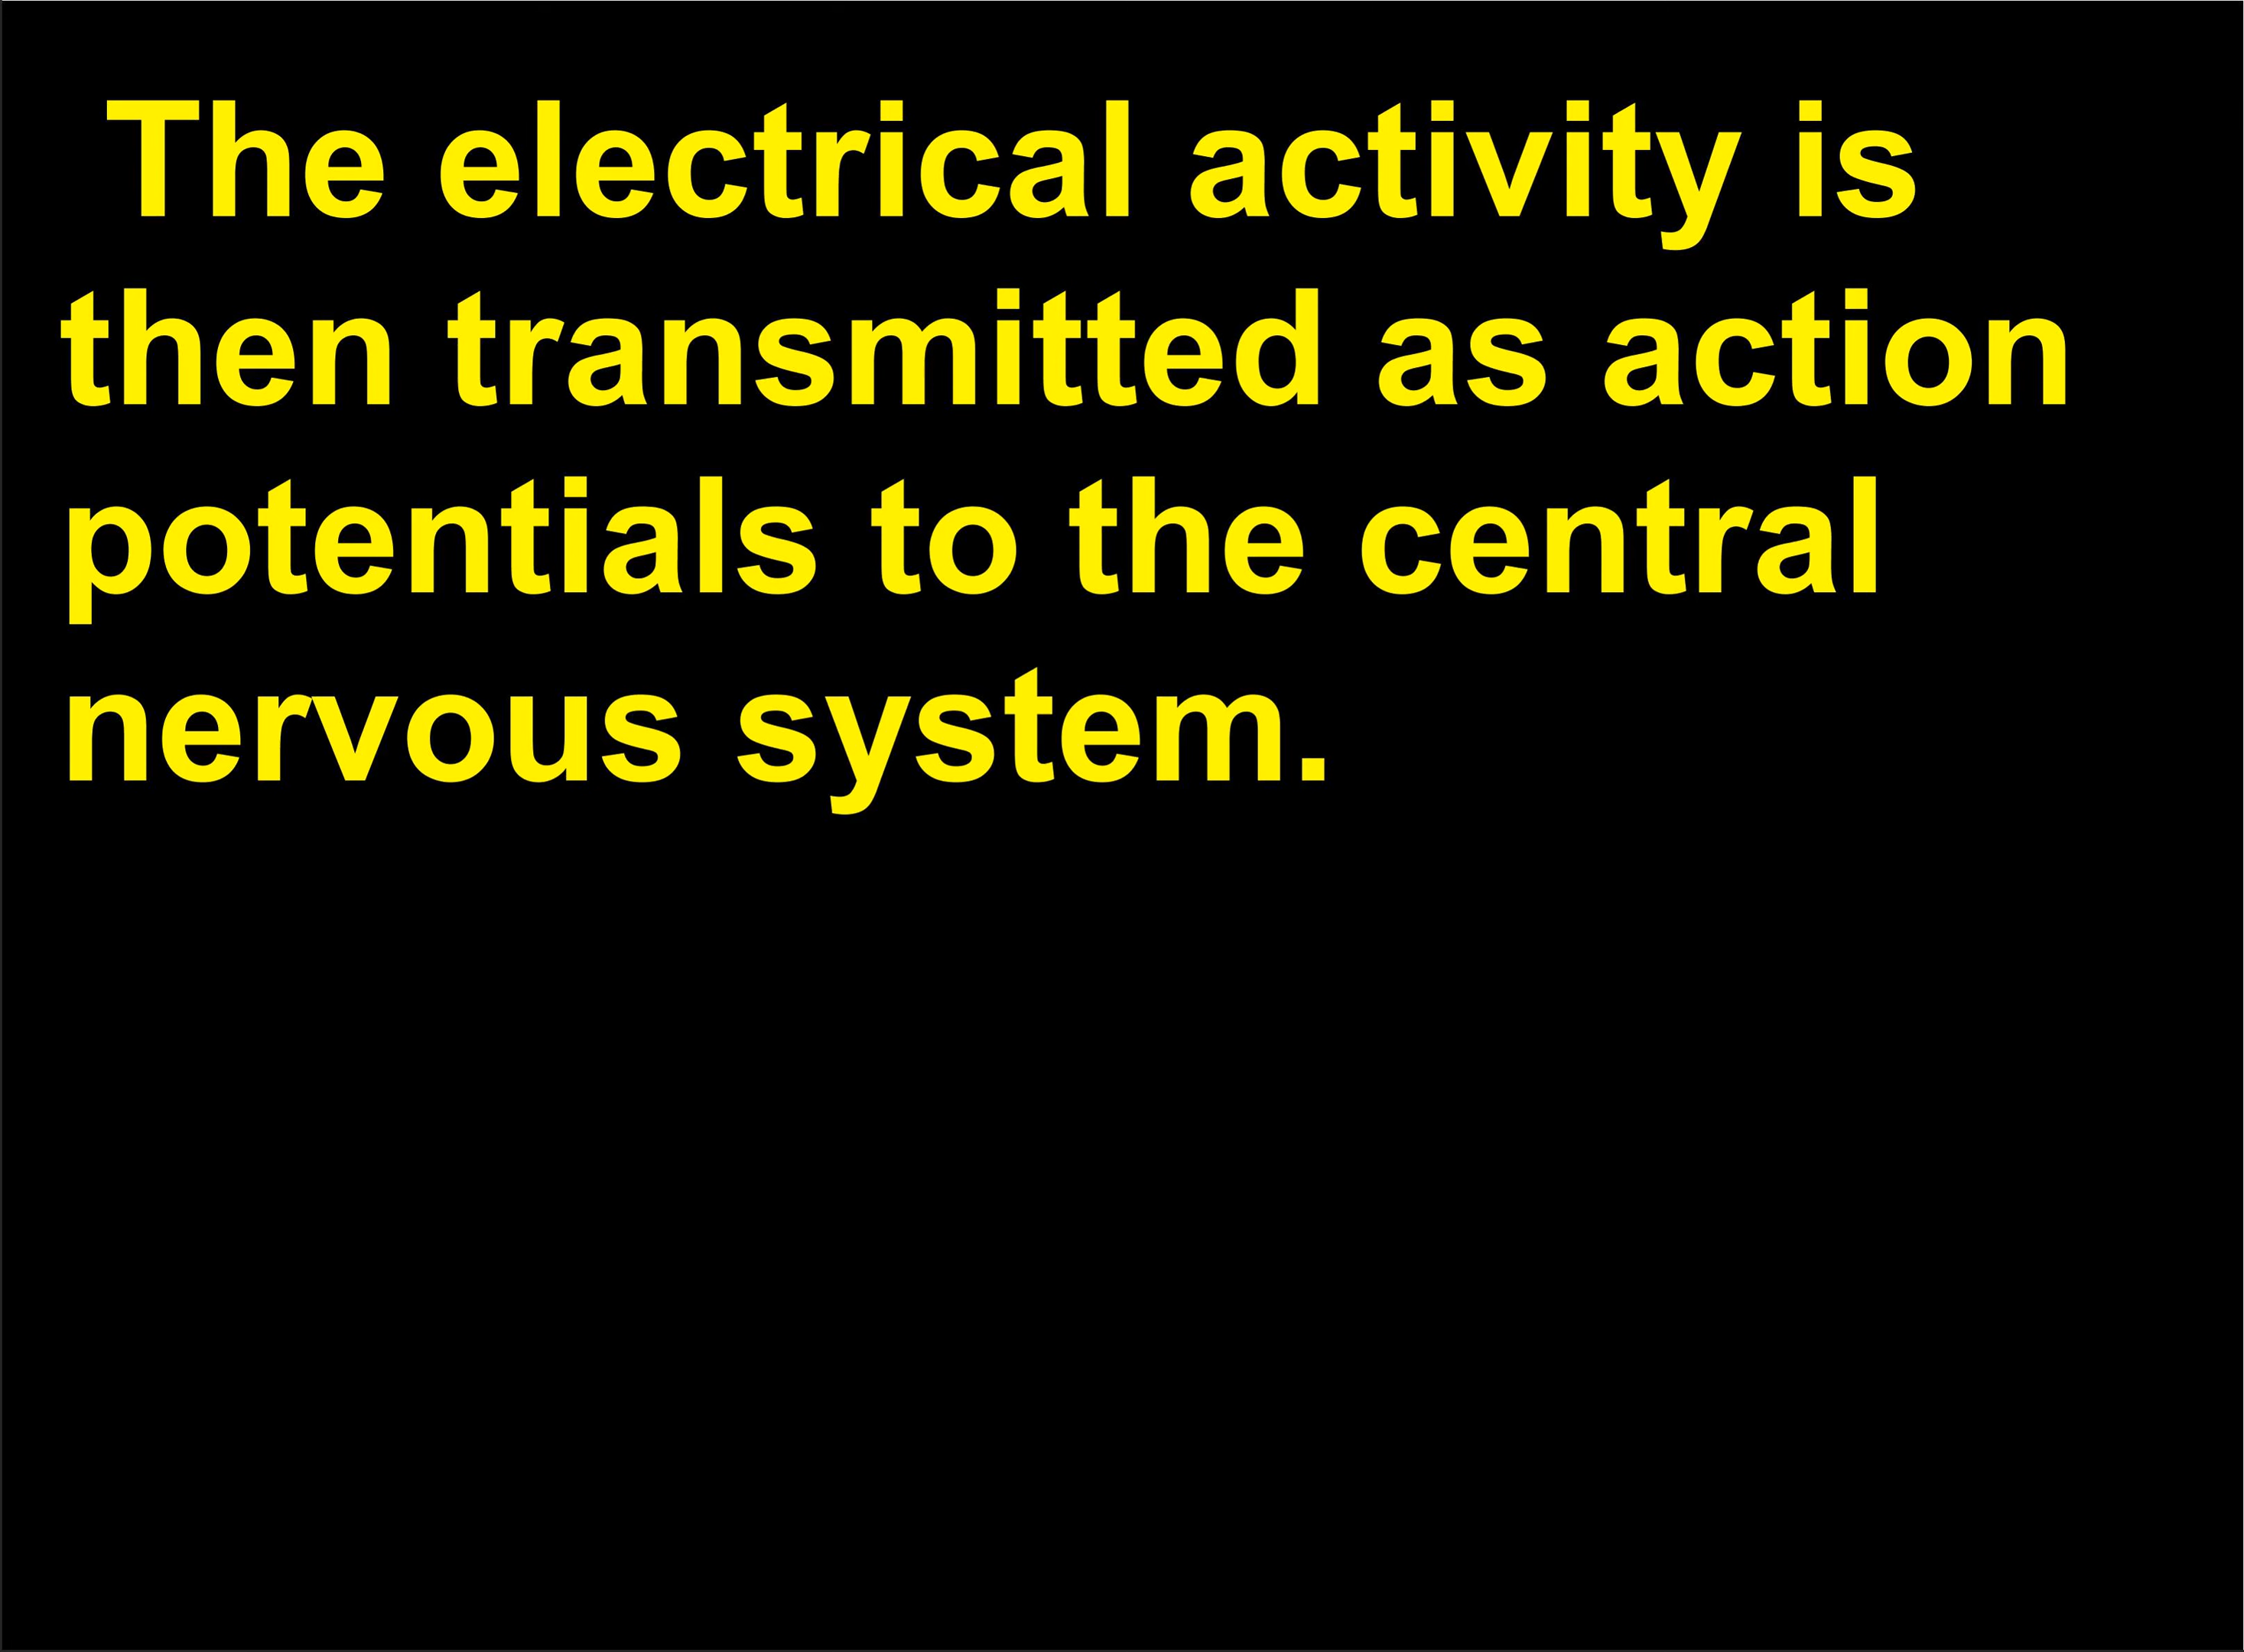 The electrical activity is
then transmitted as action
potentials to the central
nervous system.